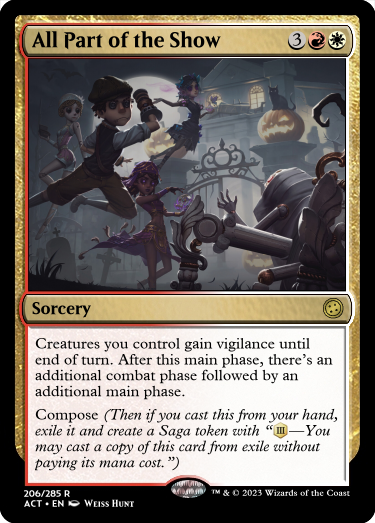 All Part of the Show 3
Sorcery
Creatures you control gain vigilance until
end of turn. After this main phase, there's an
additional combat phase followed by an
additional main phase.
Compose (Then if you cast this from your hand,
exile it and create a Saga token with “III—You
may cast a copy of this card from exile without
paying its mana cost.”)
206/285 R
ACT • EN Weiss Hunt
™ & © 2023 Wizards of the Coast